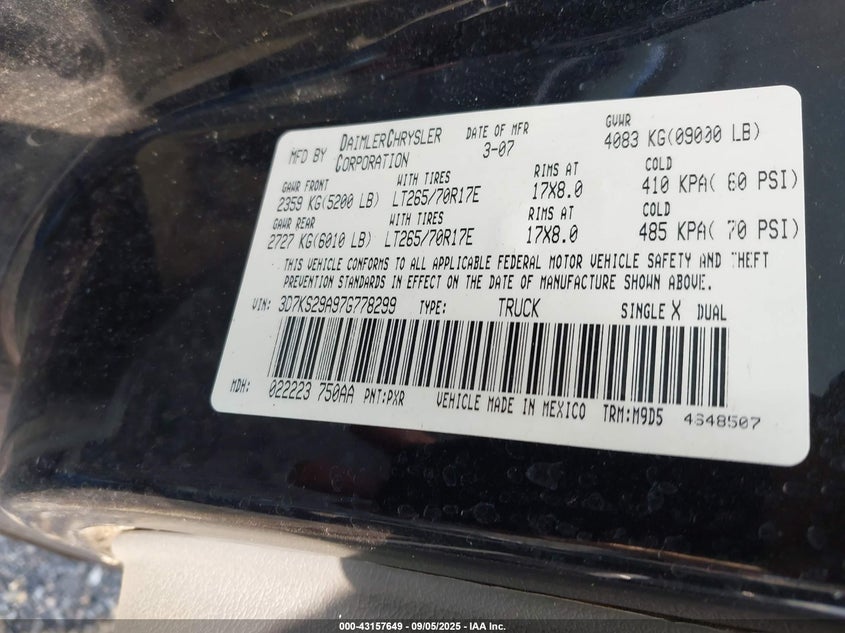 MFD BY DAIMLERCHRYSLER CORPORATION DATE OF MFR 3-07 GVWR 4083 KG(09000 LB)
GAWR FRONT WITH TIRES RIMS AT COLD
2359 KG(5200 LB) LT265/70R17E 17X8.0 410 KPA( 60 PSI)
GAWR REAR WITH TIRES RIMS AT COLD
2727 KG(6010 LB) LT265/70R17E 17X8.0 485 KPA( 70 PSI)
THIS VEHICLE CONFORMS TO ALL APPLICABLE FEDERAL MOTOR VEHICLE SAFETY AND THEFT
PREVENTION STANDARDS IN EFFECT ON THE DATE OF MANUFACTURE SHOWN ABOVE.
VIN: 3D7KS29A97G778299 TYPE: TRUCK SINGLE X DUAL
MDH: 022223 750AA PNT:PXR VEHICLE MADE IN MEXICO TRM:M9D5 4648507
000-43157649 - 09/05/2025 - IAA Inc.